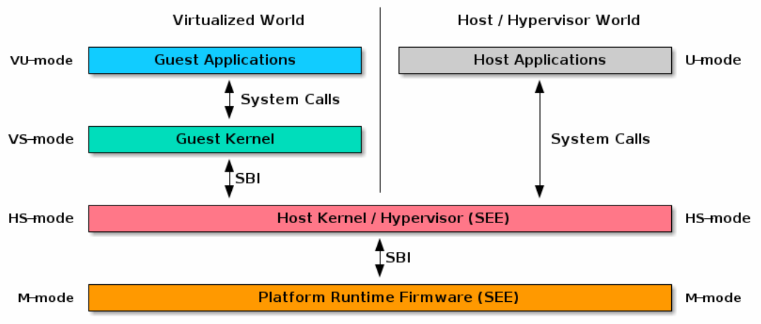 Virtualized World
Host / Hypervisor World
VU-mode
Guest Applications
Host Applications
U-mode
System Calls
VS-mode
Guest Kernel
System Calls
SBI
HS-mode
Host Kernel / Hypervisor (SEE)
HS-mode
SBI
M-mode
Platform Runtime Firmware (SEE)
M-mode